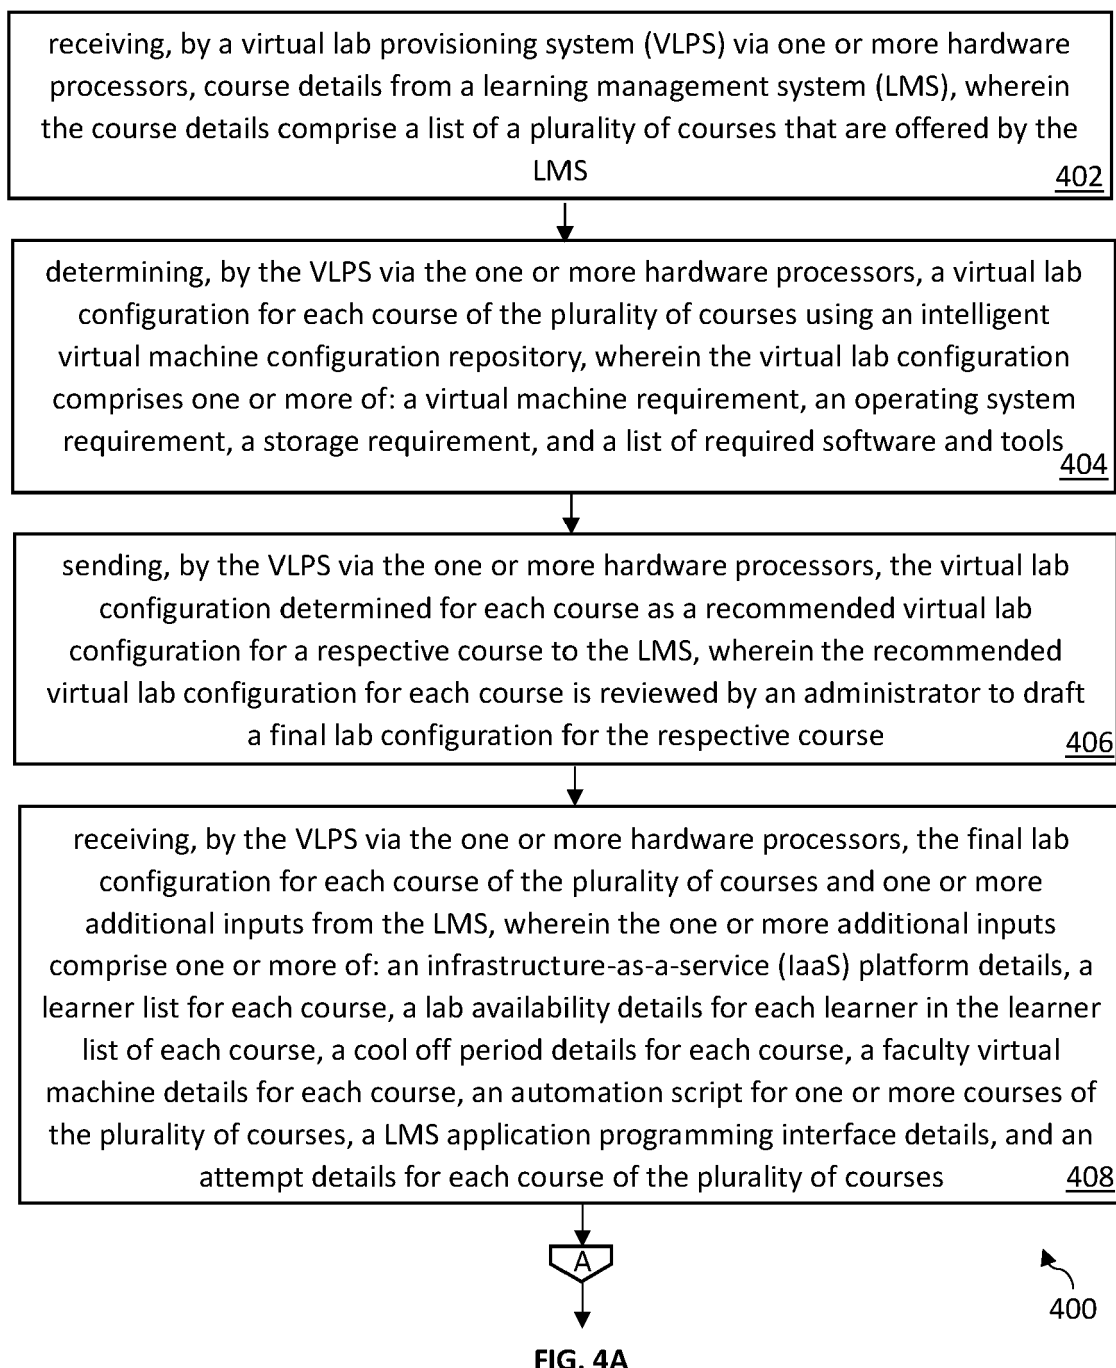 receiving, by a virtual lab provisioning system (VLPS) via one or more hardware
processors, course details from a learning management system (LMS), wherein
the course details comprise a list of a plurality of courses that are offered by the
LMS
402
determining, by the VLPS via the one or more hardware processors, a virtual lab
configuration for each course of the plurality of courses using an intelligent
virtual machine configuration repository, wherein the virtual lab configuration
comprises one or more of: a virtual machine requirement, an operating system
requirement, a storage requirement, and a list of required software and tools
404
sending, by the VLPS via the one or more hardware processors, the virtual lab
configuration determined for each course as a recommended virtual lab
configuration for a respective course to the LMS, wherein the recommended
virtual lab configuration for each course is reviewed by an administrator to draft
a final lab configuration for the respective course
406
receiving, by the VLPS via the one or more hardware processors, the final lab
configuration for each course of the plurality of courses and one or more
additional inputs from the LMS, wherein the one or more additional inputs
comprise one or more of: an infrastructure-as-a-service (IaaS) platform details, a
learner list for each course, a lab availability details for each learner in the learner
list of each course, a cool off period details for each course, a faculty virtual
machine details for each course, an automation script for one or more courses of
the plurality of courses, a LMS application programming interface details, and an
attempt details for each course of the plurality of courses
408
A
400
FIG. 4A